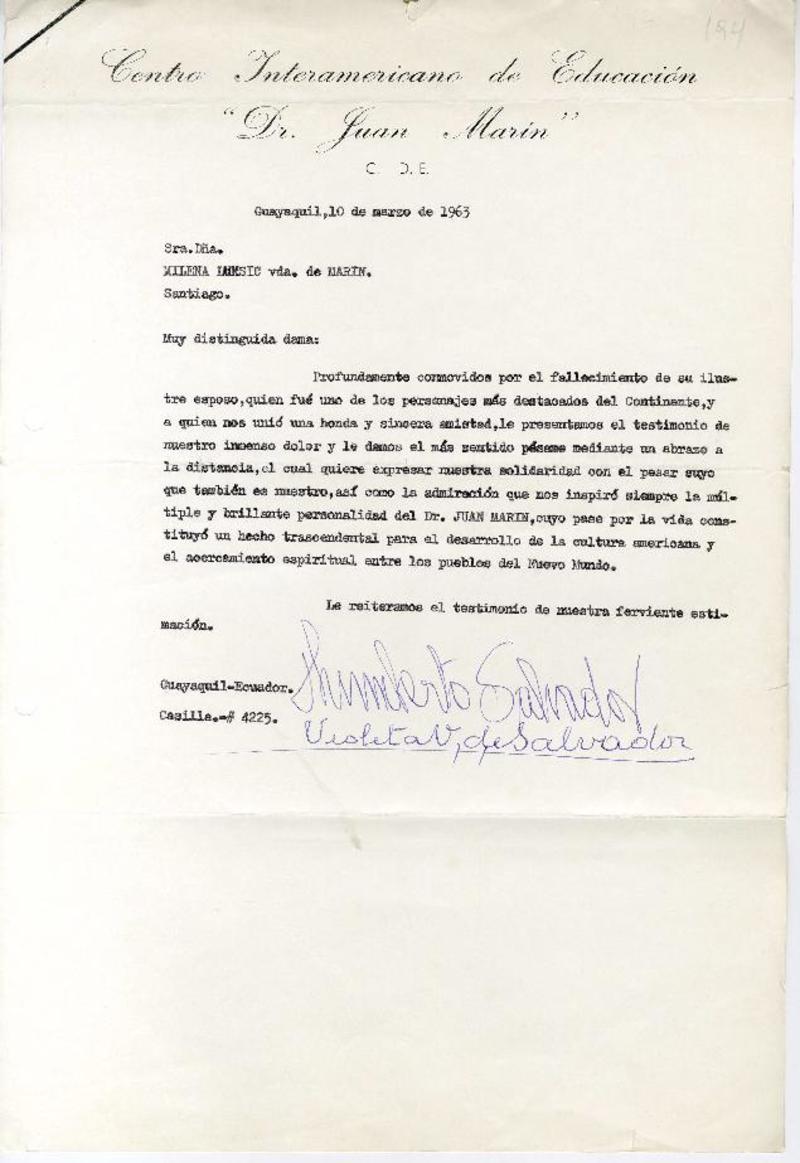 194
Centro Interamericano de Educación
"Dr. Juan Marín"
C. D. E.
Guayaquil,10 de marzo de 1963
Sra.Dña.
MILENA vda. de MARIN.
Santiago.
Muy distinguida dama:
Profundamente conmovidos por el fallecimiento de su ilus-
tre esposo,quien fué uno de los personajes más destacados del Continente,y
a quien nos unió una honda y sincera amistad,le presentamos el testimonio de
nuestro inmenso dolor y le damos el más sentido pésame mediante un abrazo a
la distancia,el cual quiere expresar nuestra solidaridad con el pesar suyo
que también es nuestro,así como la admiración que nos inspiró siempre la múl-
tiple y brillante personalidad del Dr. JUAN MARIN,cuyo paso por la vida cons-
tituyó un hecho trascendental para el desarrollo de la cultura americana y
el acercamiento espiritual entre los pueblos del Nuevo Mundo.
Le reiteramos el testimonio de nuestra ferviente esti-
mación.
Guayaquil-Ecuador.
Humberto Salvador
Casilla.-# 4225.
Violeta V, de Salvador